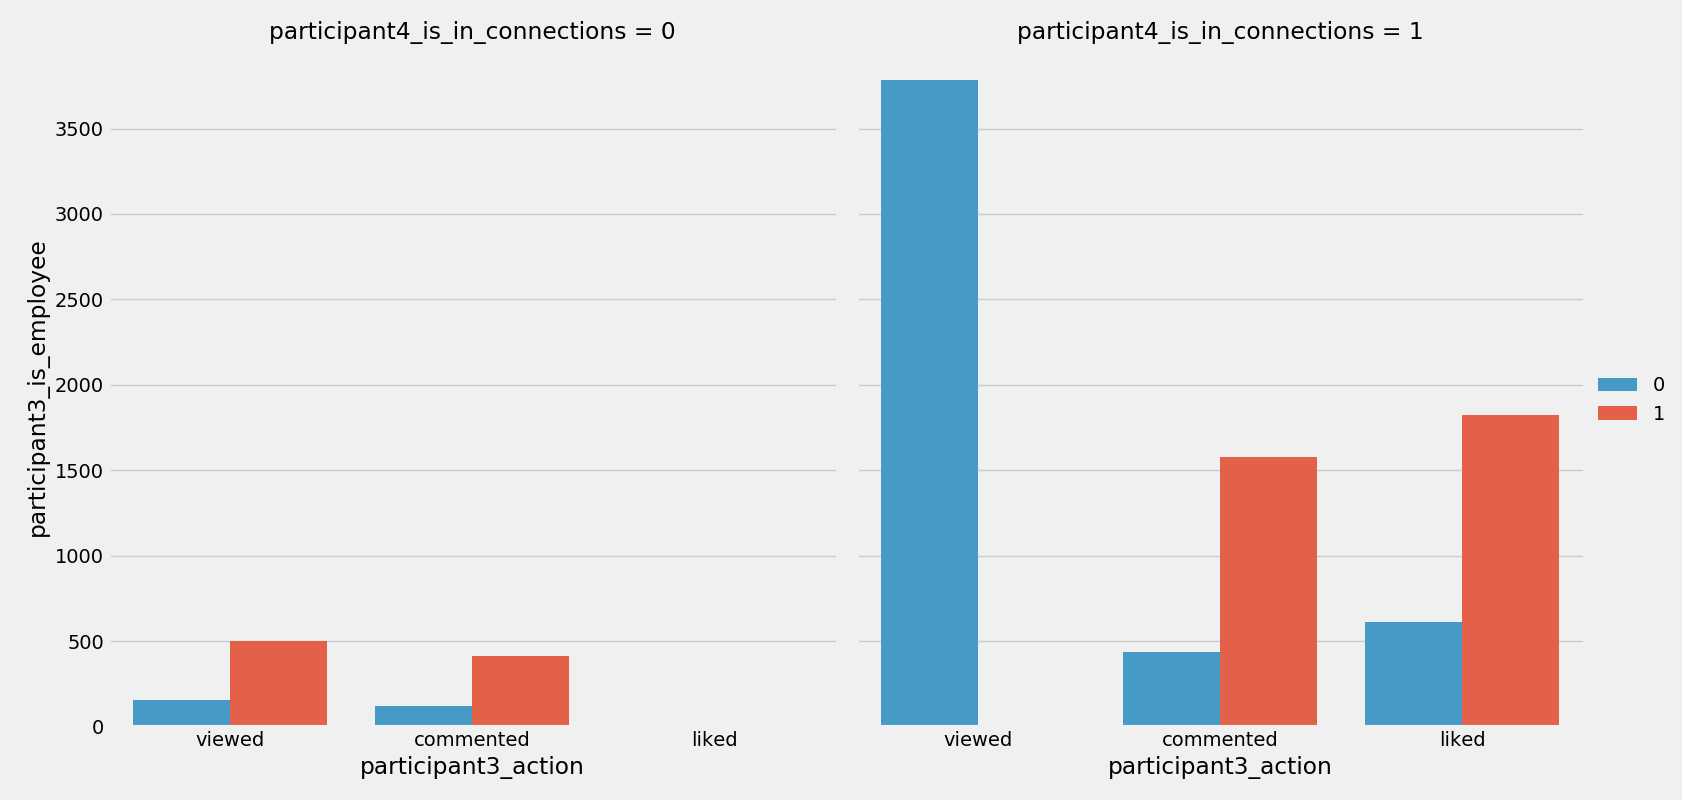 participant4_is_in_connections = 0
participant4_is_in_connections = 1
participant3_is_employee
3500
3000
2500
2000
1500
1000
500
0
viewed commented liked
viewed commented liked
participant3_action
participant3_action
0
1